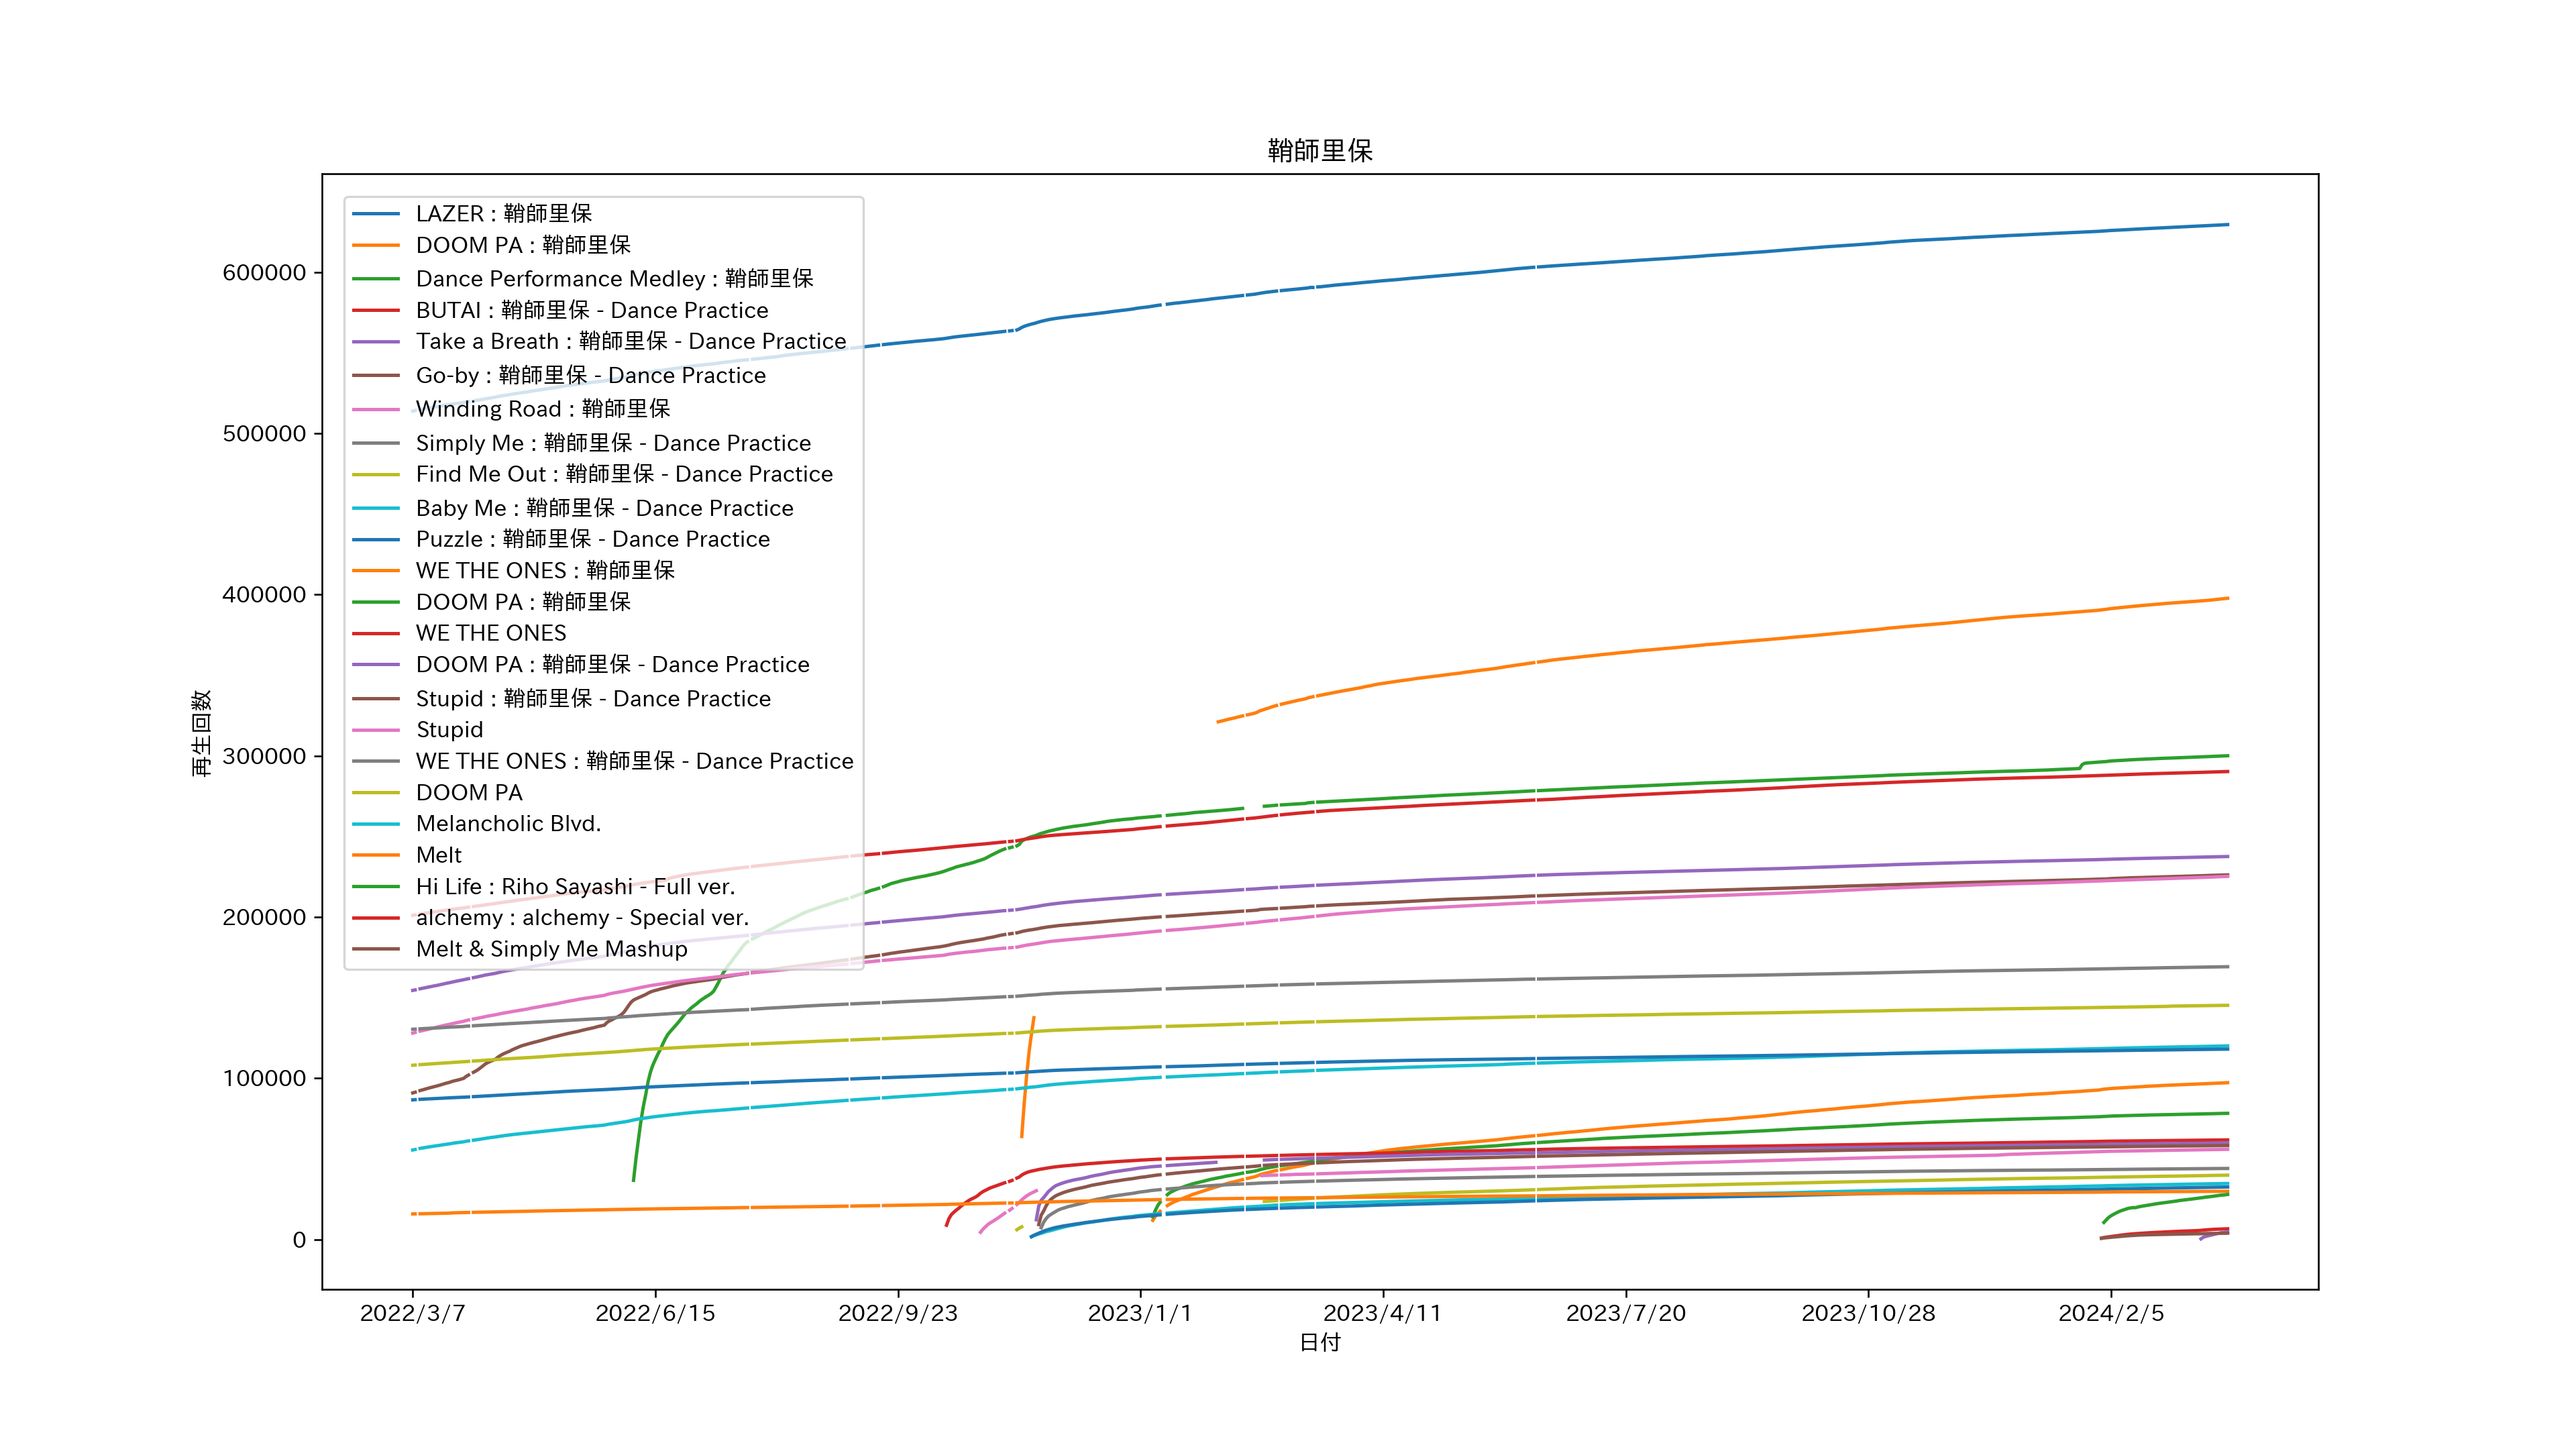 鞘師里保
LAZER : 鞘師里保
DOOM PA : 鞘師里保
Dance Performance Medley : 鞘師里保
BUTAI : 鞘師里保 - Dance Practice
Take a Breath : 鞘師里保 - Dance Practice
Go-by : 鞘師里保 - Dance Practice
Winding Road : 鞘師里保
Simply Me : 鞘師里保 - Dance Practice
Find Me Out : 鞘師里保 - Dance Practice
Baby Me : 鞘師里保 - Dance Practice
Puzzle : 鞘師里保 - Dance Practice
WE THE ONES : 鞘師里保
DOOM PA : 鞘師里保
WE THE ONES
DOOM PA : 鞘師里保 - Dance Practice
Stupid : 鞘師里保 - Dance Practice
Stupid
WE THE ONES : 鞘師里保 - Dance Practice
DOOM PA
Melancholic Blvd.
Melt
Hi Life : Riho Sayashi - Full ver.
alchemy : alchemy - Special ver.
Melt & Simply Me Mashup
600000
500000
400000
300000
200000
100000
0
再生回数
2022/3/7
2022/6/15
2022/9/23
2023/1/1
2023/4/11
2023/7/20
2023/10/28
2024/2/5
日付